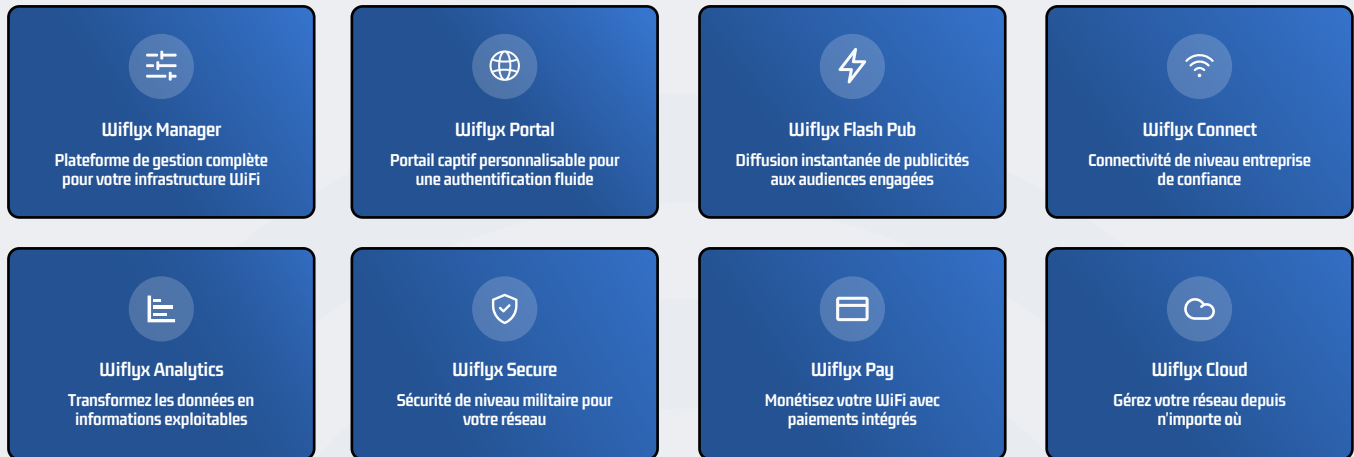 Wiflyx Manager
Plateforme de gestion complète
pour votre infrastructure WiFi
Wiflyx Portal
Portail captif personnalisable pour
une authentification fluide
Wiflyx Flash Pub
Diffusion instantanée de publicités
aux audiences engagées
Wiflyx Connect
Connectivité de niveau entreprise
de confiance
Wiflyx Analytics
Transformez les données en
informations exploitables
Wiflyx Secure
Sécurité de niveau militaire pour
votre réseau
Wiflyx Pay
Monétisez votre WiFi avec
paiements intégrés
Wiflyx Cloud
Gérez votre réseau depuis
n'importe où